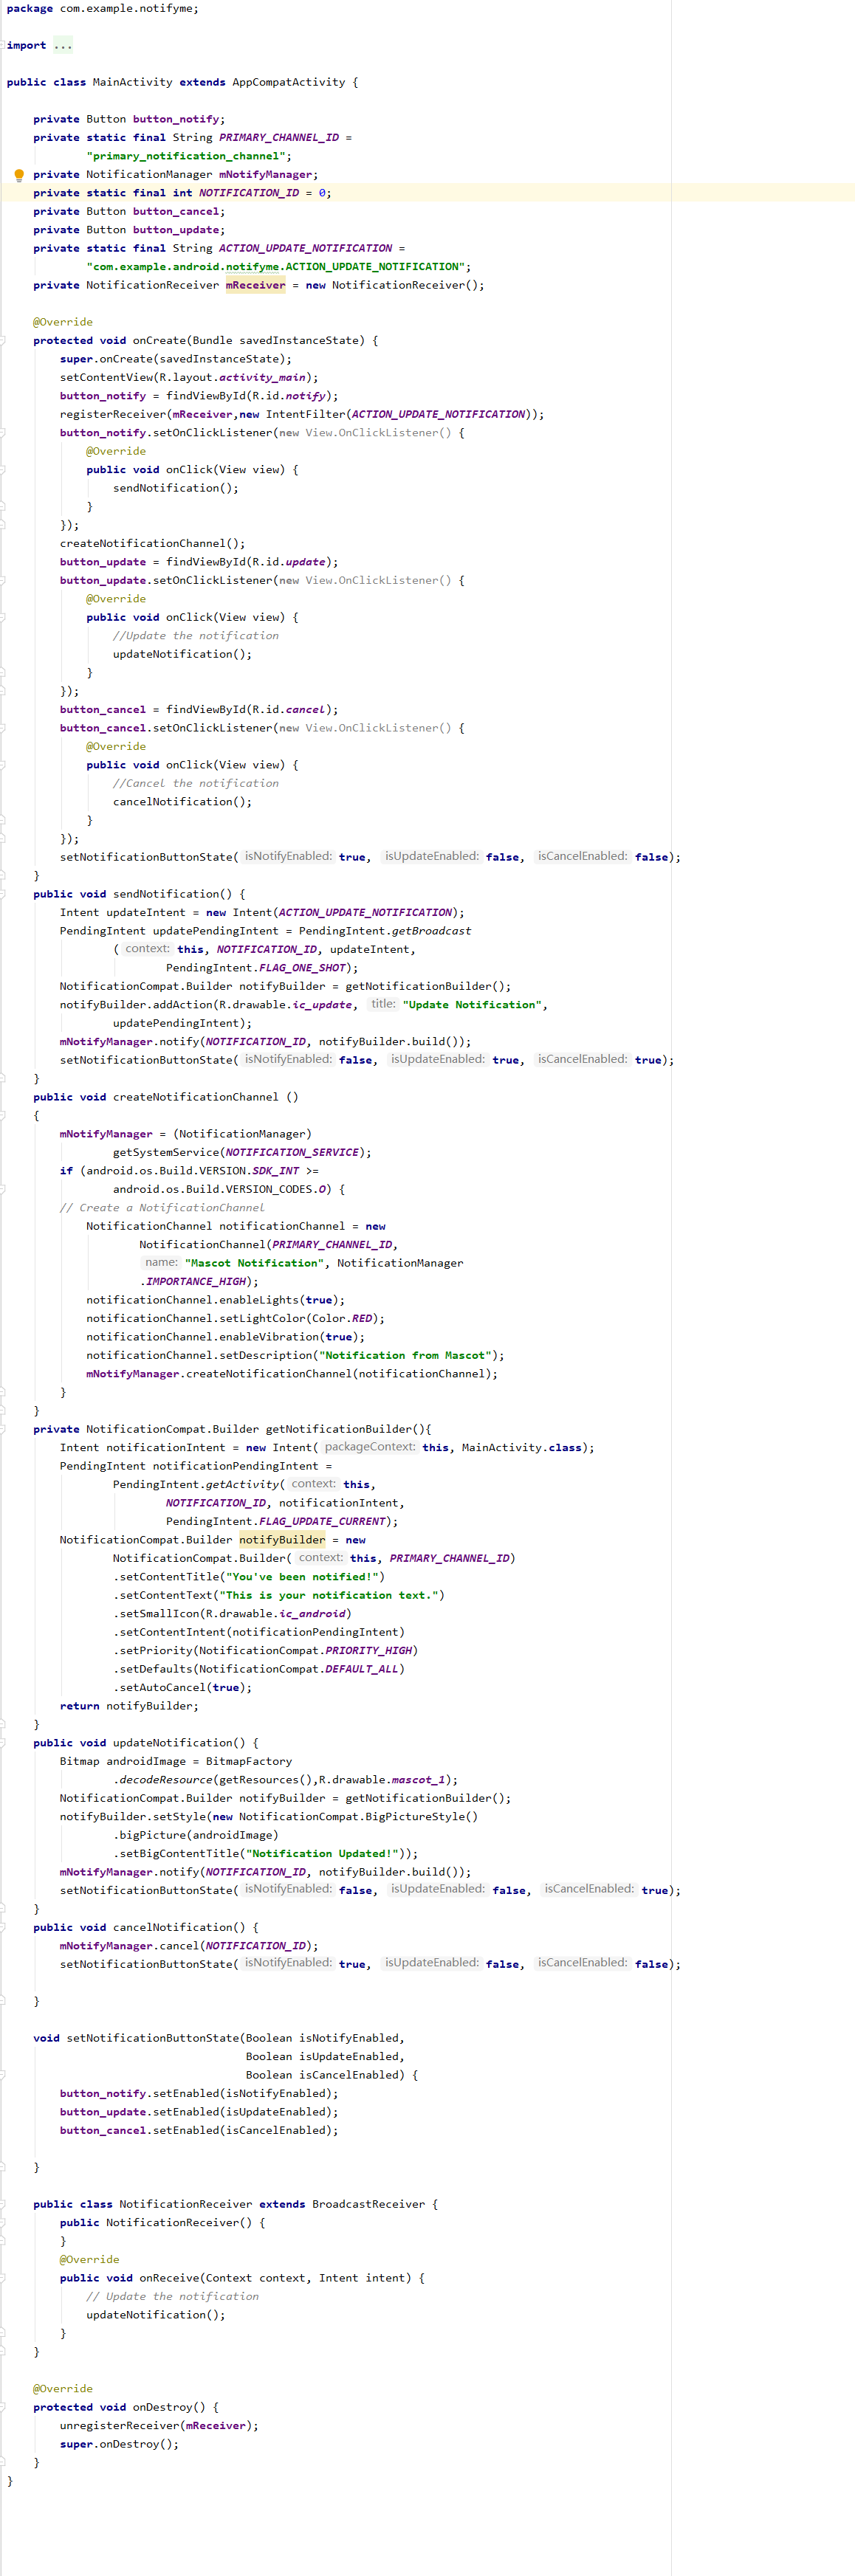 package com.example.notifyme;
import ...
public class MainActivity extends AppCompatActivity {
private Button button_notify;
private static final String PRIMARY_CHANNEL_ID =
"primary_notification_channel";
private NotificationManager mNotifyManager;
private static final int NOTIFICATION_ID = 0;
private Button button_cancel;
private Button button_update;
private static final String ACTION_UPDATE_NOTIFICATION =
"com.example.android.notifyme.ACTION_UPDATE_NOTIFICATION";
private NotificationReceiver mReceiver = new NotificationReceiver();
@Override
protected void onCreate(Bundle savedInstanceState) {
super.onCreate(savedInstanceState);
setContentView(R.layout.activity_main);
button_notify = findViewById(R.id.notify);
registerReceiver(mReceiver,new IntentFilter(ACTION_UPDATE_NOTIFICATION));
button_notify.setOnClickListener(new View.OnClickListener() {
@Override
public void onClick(View view) {
sendNotification();
}
});
createNotificationChannel();
button_update = findViewById(R.id.update);
button_update.setOnClickListener(new View.OnClickListener() {
@Override
public void onClick(View view) {
//Update the notification
updateNotification();
}
});
button_cancel = findViewById(R.id.cancel);
button_cancel.setOnClickListener(new View.OnClickListener() {
@Override
public void onClick(View view) {
//Cancel the notification
cancelNotification();
}
});
setNotificationButtonState( isNotifyEnabled: true, isUpdateEnabled: false, isCancelEnabled: false);
}
public void sendNotification() {
Intent updateIntent = new Intent(ACTION_UPDATE_NOTIFICATION);
PendingIntent updatePendingIntent = PendingIntent.getBroadcast
( context: this, NOTIFICATION_ID, updateIntent,
PendingIntent.FLAG_ONE_SHOT);
NotificationCompat.Builder notifyBuilder = getNotificationBuilder();
notifyBuilder.addAction(R.drawable.ic_update, title: "Update Notification",
updatePendingIntent);
mNotifyManager.notify(NOTIFICATION_ID, notifyBuilder.build());
setNotificationButtonState( isNotifyEnabled: false, isUpdateEnabled: true, isCancelEnabled: true);
}
public void createNotificationChannel ()
{
mNotifyManager = (NotificationManager)
getSystemService(NOTIFICATION_SERVICE);
if (android.os.Build.VERSION.SDK_INT >=
android.os.Build.VERSION_CODES.O) {
// Create a NotificationChannel
NotificationChannel notificationChannel = new
NotificationChannel(PRIMARY_CHANNEL_ID,
name: "Mascot Notification", NotificationManager
.IMPORTANCE_HIGH);
notificationChannel.enableLights(true);
notificationChannel.setLightColor(Color.RED);
notificationChannel.enableVibration(true);
notificationChannel.setDescription("Notification from Mascot");
mNotifyManager.createNotificationChannel(notificationChannel);
}
}
private NotificationCompat.Builder getNotificationBuilder(){
Intent notificationIntent = new Intent( packageContext: this, MainActivity.class);
PendingIntent notificationPendingIntent =
PendingIntent.getActivity( context: this,
NOTIFICATION_ID, notificationIntent,
PendingIntent.FLAG_UPDATE_CURRENT);
NotificationCompat.Builder notifyBuilder = new
NotificationCompat.Builder( context: this, PRIMARY_CHANNEL_ID)
.setContentTitle("You've been notified!")
.setContentText("This is your notification text.")
.setSmallIcon(R.drawable.ic_android)
.setContentIntent(notificationPendingIntent)
.setPriority(NotificationCompat.PRIORITY_HIGH)
.setDefaults(NotificationCompat.DEFAULT_ALL)
.setAutoCancel(true);
return notifyBuilder;
}
public void updateNotification() {
Bitmap androidImage = BitmapFactory
.decodeResource(getResources(),R.drawable.mascot_1);
NotificationCompat.Builder notifyBuilder = getNotificationBuilder();
notifyBuilder.setStyle(new NotificationCompat.BigPictureStyle()
.bigPicture(androidImage)
.setBigContentTitle("Notification Updated!"));
mNotifyManager.notify(NOTIFICATION_ID, notifyBuilder.build());
setNotificationButtonState( isNotifyEnabled: false, isUpdateEnabled: false, isCancelEnabled: true);
}
public void cancelNotification() {
mNotifyManager.cancel(NOTIFICATION_ID);
setNotificationButtonState( isNotifyEnabled: true, isUpdateEnabled: false, isCancelEnabled: false);
}
void setNotificationButtonState(Boolean isNotifyEnabled,
Boolean isUpdateEnabled,
Boolean isCancelEnabled) {
button_notify.setEnabled(isNotifyEnabled);
button_update.setEnabled(isUpdateEnabled);
button_cancel.setEnabled(isCancelEnabled);
}
public class NotificationReceiver extends BroadcastReceiver {
public NotificationReceiver() {
}
@Override
public void onReceive(Context context, Intent intent) {
// Update the notification
updateNotification();
}
}
@Override
protected void onDestroy() {
unregisterReceiver(mReceiver);
super.onDestroy();
}
}